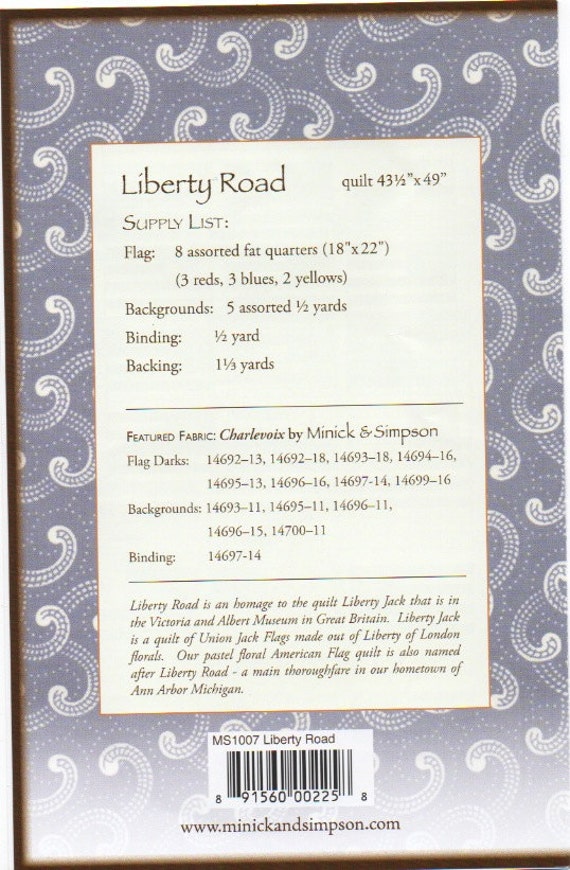 Liberty Road quilt 43½"x 49"
SUPPLY LIST:
Flag: 8 assorted fat quarters (18"x 22")
(3 reds, 3 blues, 2 yellows)
Backgrounds: 5 assorted ½ yards
Binding: ½ yard
Backing: 1⅓ yards
FEATURED FABRIC: Charlevoix by Minick & Simpson
Flag Darks: 14692–13, 14692–18, 14693–18, 14694–16,
14695–13, 14696–16, 14697-14, 14699–16
Backgrounds: 14693–11, 14695–11, 14696–11,
14696–15, 14700–11
Binding: 14697-14
Liberty Road is an homage to the quilt Liberty Jack that is in
the Victoria and Albert Museum in Great Britain. Liberty Jack
is a quilt of Union Jack Flags made out of Liberty of London
florals. Our pastel floral American Flag quilt is also named
after Liberty Road - a main thoroughfare in our hometown of
Ann Arbor Michigan.
MS1007 Liberty Road
8 91560 00225 8
www.minickandsimpson.com